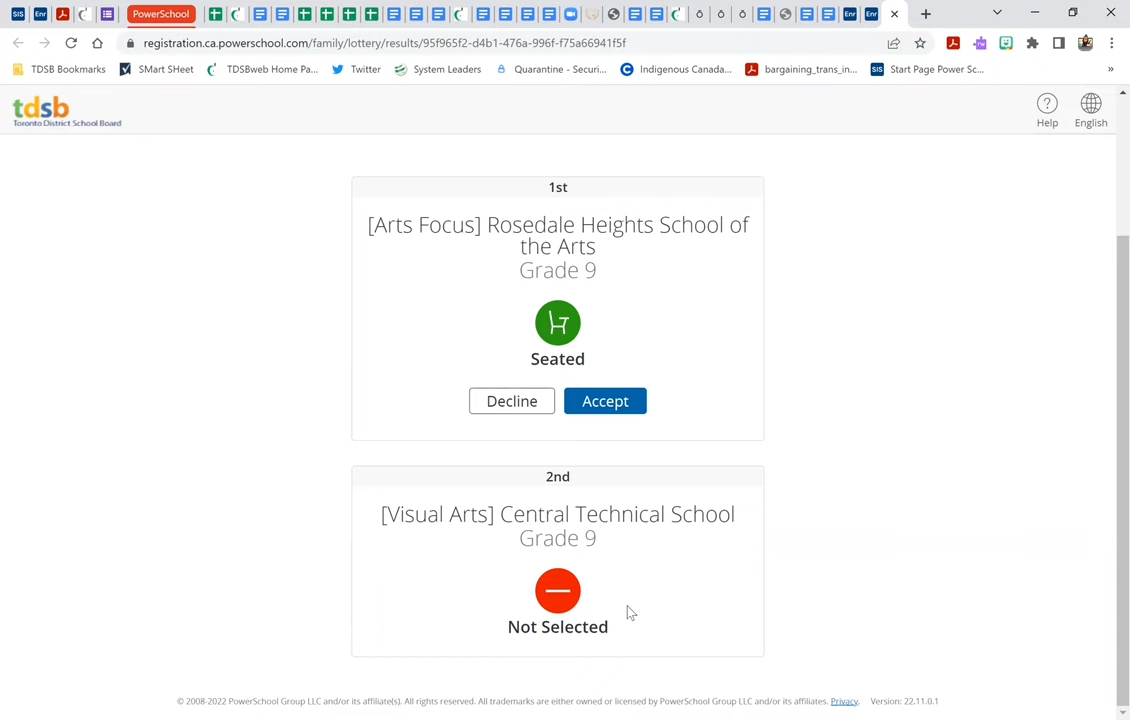 PowerSchool
Enr
Enr
SIS
Enr
registration.ca.powerschool.com/family/lottery/results/95f965f2-d4b1-476a-996f-f75a66941f5f
TDSB Bookmarks
SMart SHeet
TDSBweb Home Pa...
Twitter
System Leaders
Quarantine - Securi...
Indigenous Canada...
bargaining_trans_in...
SIS
Start Page Power Sc...
»
tdsb
Toronto District School Board
Help
English
1st
[Arts Focus] Rosedale Heights School of
the Arts
Grade 9
Seated
Decline
Accept
2nd
[Visual Arts] Central Technical School
Grade 9
Not Selected
© 2008-2022 PowerSchool Group LLC and/or its affiliate(s). All rights reserved. All trademarks are either owned or licensed by PowerSchool Group LLC and/or its affiliates. Privacy. Version: 22.11.0.1